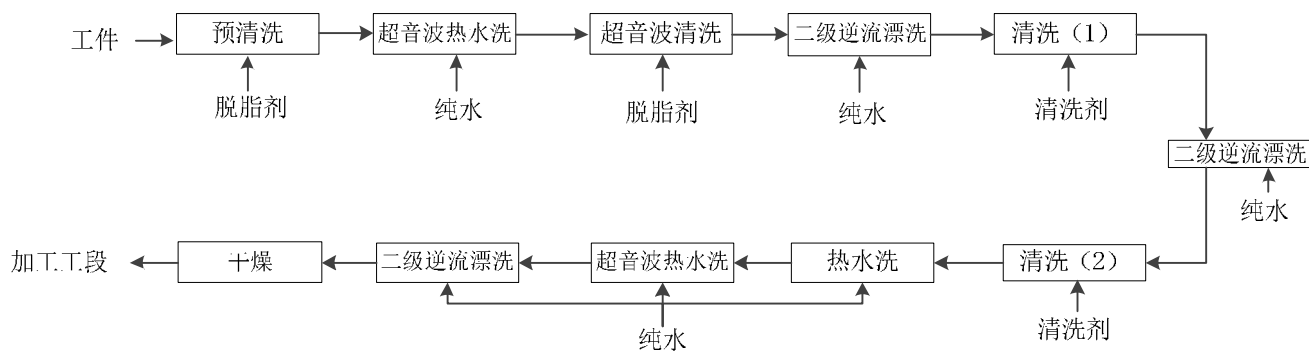 工件
预清洗
超音波热水洗
超音波清洗
二级逆流漂洗
清洗（1）
脱脂剂
纯水
脱脂剂
纯水
清洗剂
二级逆流漂洗
纯水
加工工段
干燥
二级逆流漂洗
超音波热水洗
热水洗
清洗（2）
纯水
清洗剂